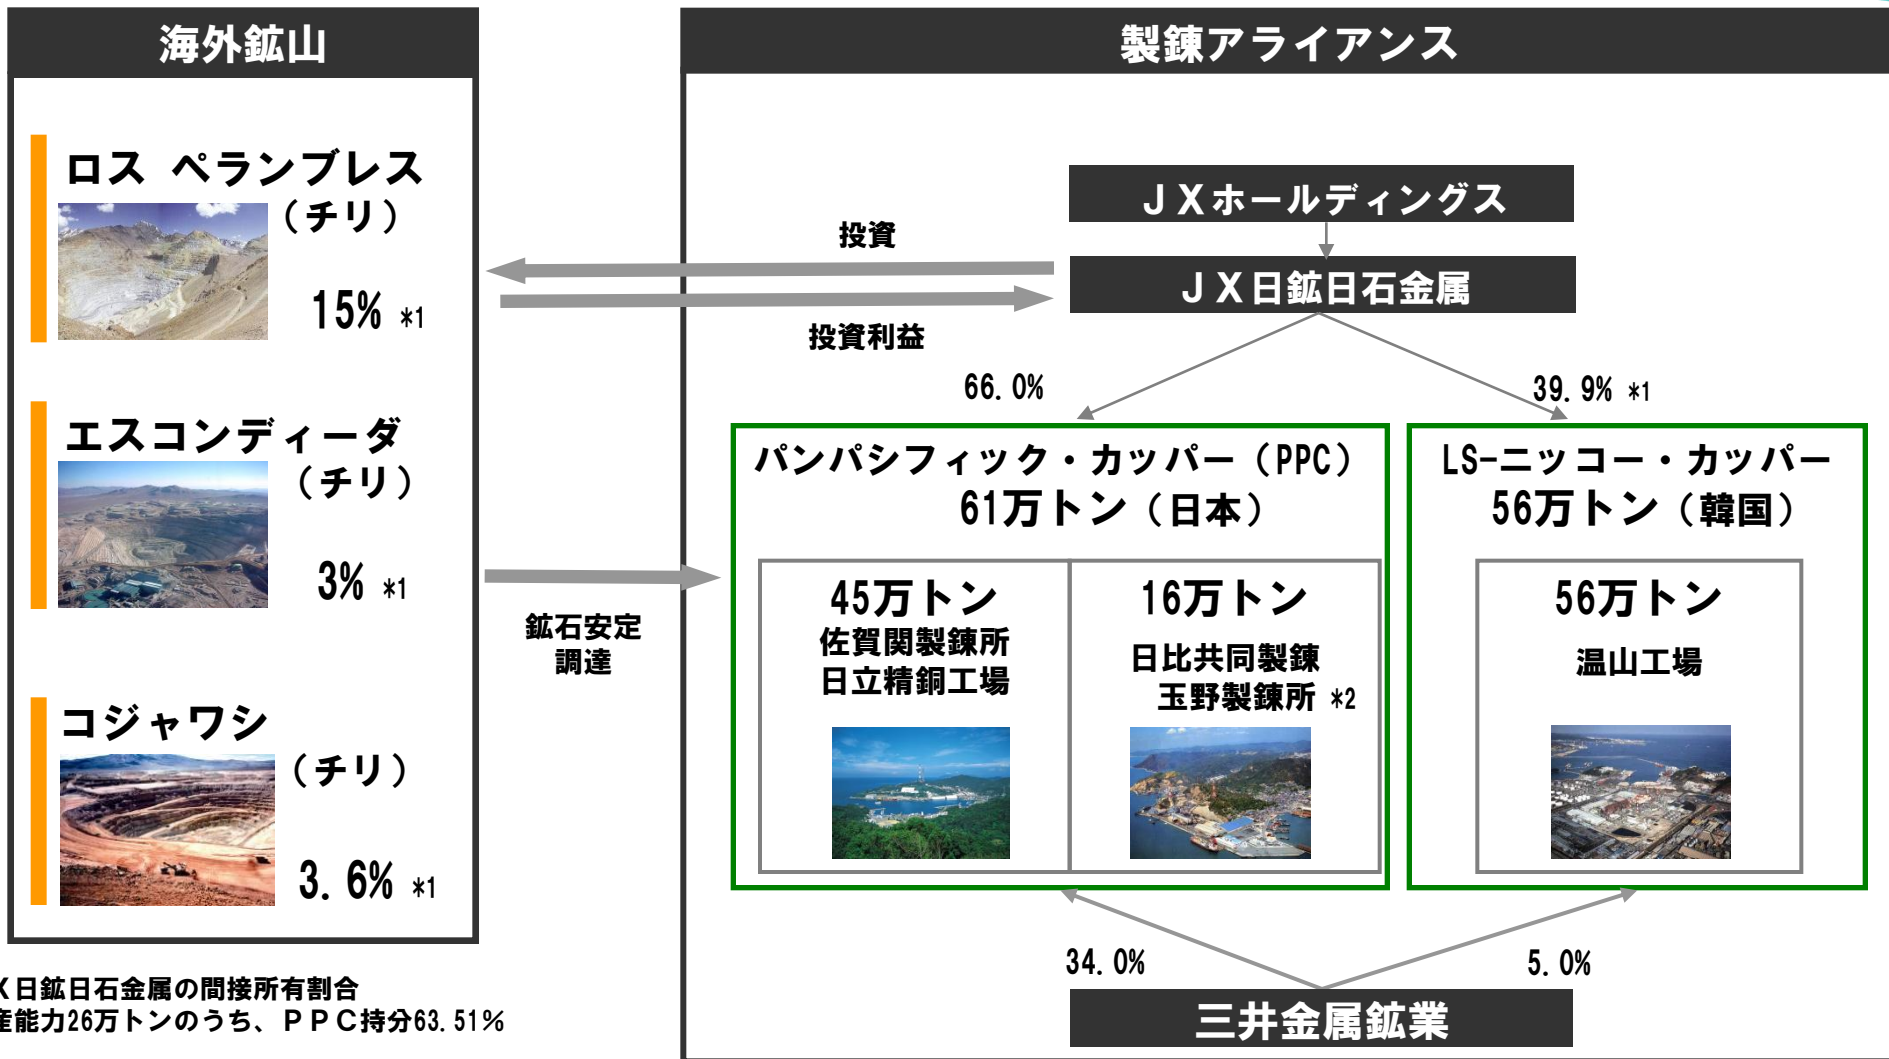 海外鉱山
ロス ペランブレス
（チリ）
15% *1
エスコンディーダ
（チリ）
3% *1
コジャワシ
（チリ）
3.6% *1
投資
投資利益
鉱石安定
調達
製錬アライアンス
ＪＸホールディングス
ＪＸ日鉱日石金属
66.0%
39.9% *1
パンパシフィック・カッパー（PPC）
61万トン（日本）
45万トン
佐賀関製錬所
日立精銅工場
16万トン
日比共同製錬
玉野製錬所 *2
LS-ニッコー・カッパー
56万トン（韓国）
56万トン
温山工場
34.0%
5.0%
三井金属鉱業
Ｘ日鉱日石金属の間接所有割合
産能力26万トンのうち、ＰＰＣ持分63.51％